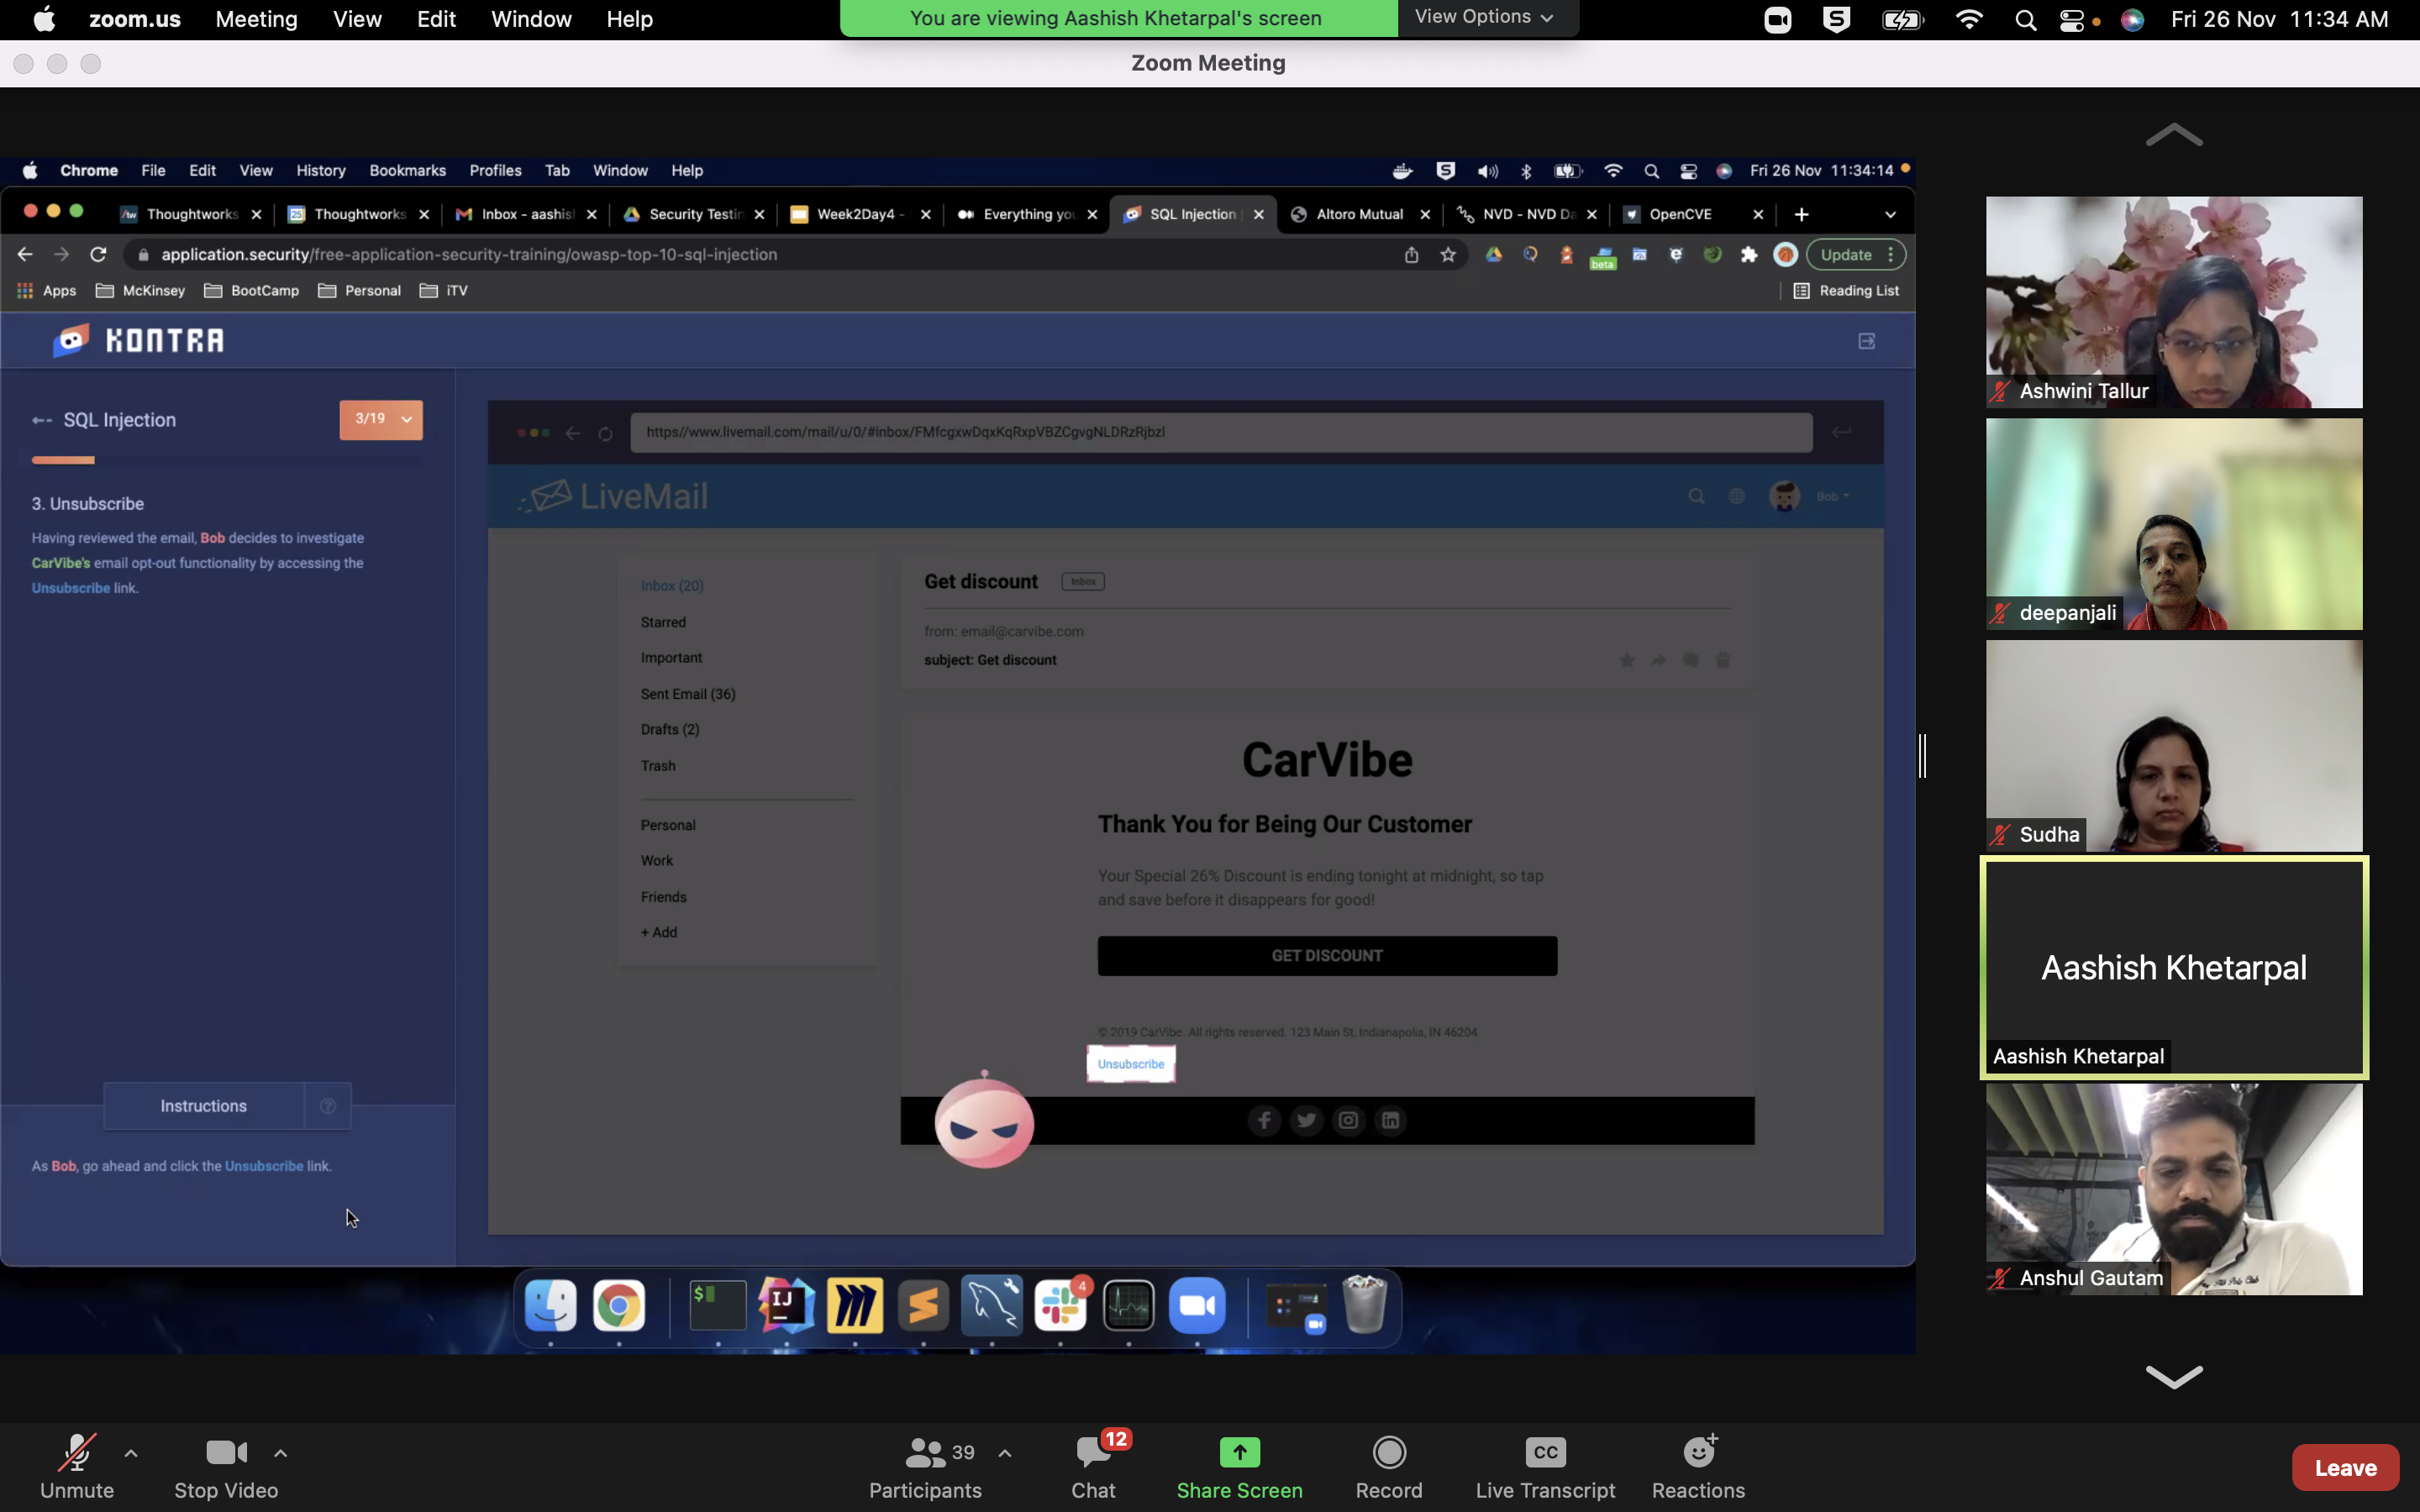 zoom.us Meeting View Edit Window Help
You are viewing Aashish Khetarpal's screen View Options
Fri 26 Nov 11:34 AM
Zoom Meeting
Chrome File Edit View History Bookmarks Profiles Tab Window Help
Fri 26 Nov 11:34:14
/tw Thoughtworks
25 Thoughtworks
Inbox - aashis
Security Testin
Week2Day4 -
Everything you
SQL Injection
Altoro Mutual
NVD - NVD Da
OpenCVE
application.security/free-application-security-training/owasp-top-10-sql-injection
beta
Update
Apps McKinsey BootCamp Personal iTV
Reading List
KONTRA
SQL Injection
3/19
3. Unsubscribe
Having reviewed the email, Bob decides to investigate
CarVibe's email opt-out functionality by accessing the
Unsubscribe link.
Instructions
?
As Bob, go ahead and click the Unsubscribe link.
https//www.livemail.com/mail/u/0/#inbox/FMfcgxwDqxKqRxpVBZCgvgNLDRzRjbzl
LiveMail
Bob
Inbox (20)
Starred
Important
Sent Email (36)
Drafts (2)
Trash
Personal
Work
Friends
+ Add
Get discount Inbox
from: email@carvibe.com
subject: Get discount
CarVibe
Thank You for Being Our Customer
Your Special 26% Discount is ending tonight at midnight, so tap
and save before it disappears for good!
GET DISCOUNT
© 2019 CarVibe. All rights reserved. 123 Main St, Indianapolis, IN 46204
Unsubscribe
$
IJ
4
Ashwini Tallur
deepanjali
Sudha
Aashish Khetarpal
Aashish Khetarpal
Anshul Gautam
Unmute
Stop Video
39
Participants
12
Chat
Share Screen
Record
CC
Live Transcript
Reactions
Leave